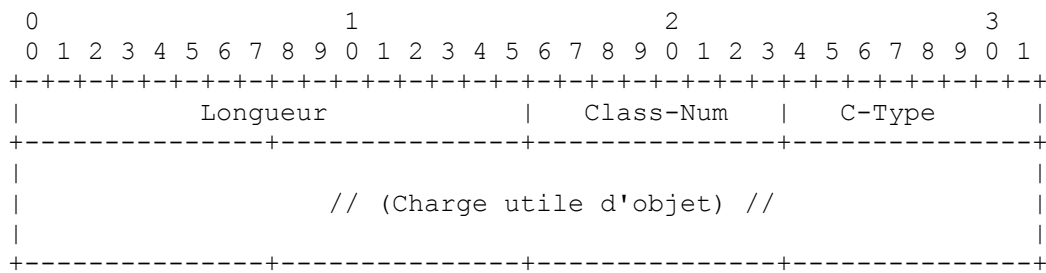 0                   1                   2                   3
 0 1 2 3 4 5 6 7 8 9 0 1 2 3 4 5 6 7 8 9 0 1 2 3 4 5 6 7 8 9 0 1
+-+-+-+-+-+-+-+-+-+-+-+-+-+-+-+-+-+-+-+-+-+-+-+-+-+-+-+-+-+-+-+-+
|           Longueur            |   Class-Num   |    C-Type     |
+---------------+---------------+---------------+---------------+
|                                                               |
|                   // (Charge utile d'objet) //                |
|                                                               |
+---------------+---------------+---------------+---------------+